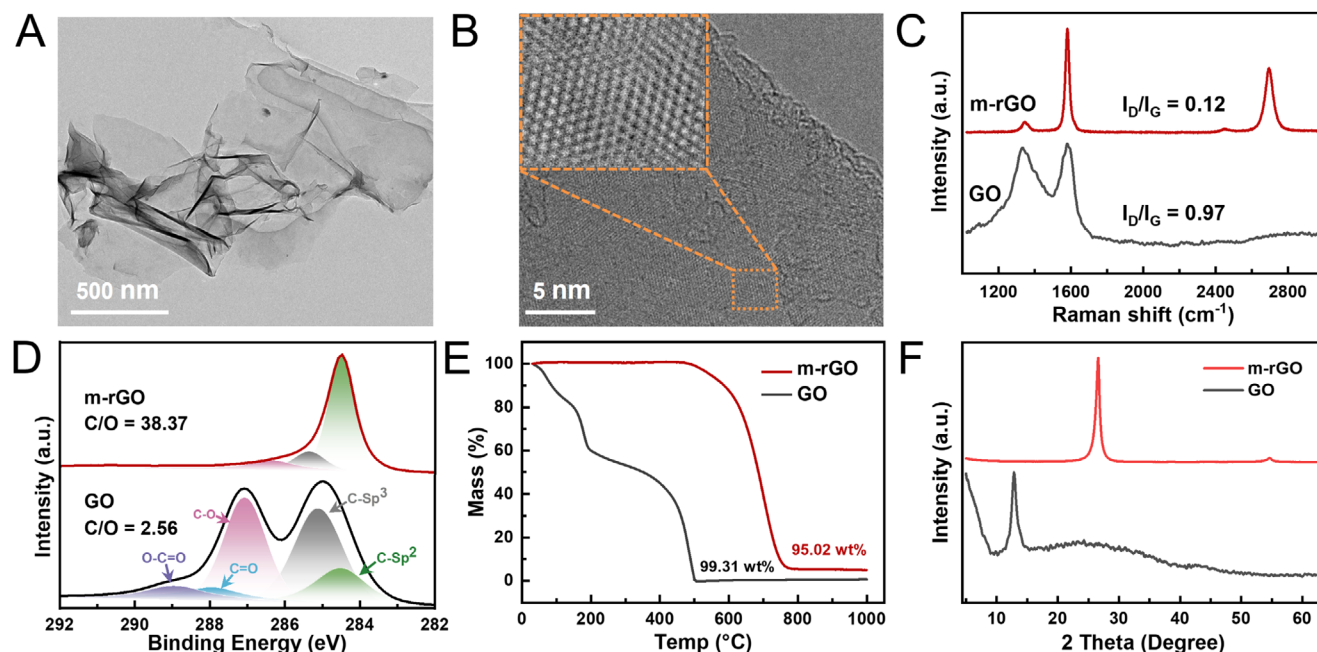 A
500 nm
B
5 nm
C
m-rGO
I_D/I_G = 0.12
GO
I_D/I_G = 0.97
Intensity (a.u.)
1200 1600 2000 2400 2800
Raman shift (cm⁻¹)
D
m-rGO
C/O = 38.37
GO
C/O = 2.56
C-O
C-Sp³
O-C=O
C=O
C-Sp²
Intensity (a.u.)
292 290 288 286 284 282
Binding Energy (eV)
E
m-rGO
GO
100
80
60
40
20
0
Mass (%)
99.31 wt%
95.02 wt%
0 200 400 600 800 1000
Temp (°C)
F
m-rGO
GO
Intensity (a.u.)
10 20 30 40 50 60
2 Theta (Degree)